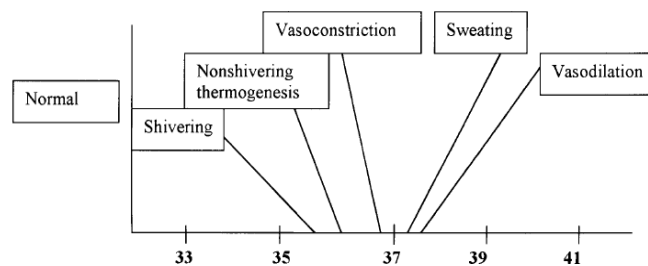 Vasoconstriction
Sweating
Nonshivering
thermogenesis
Vasodilation
Normal
Shivering
33 35 37 39 41